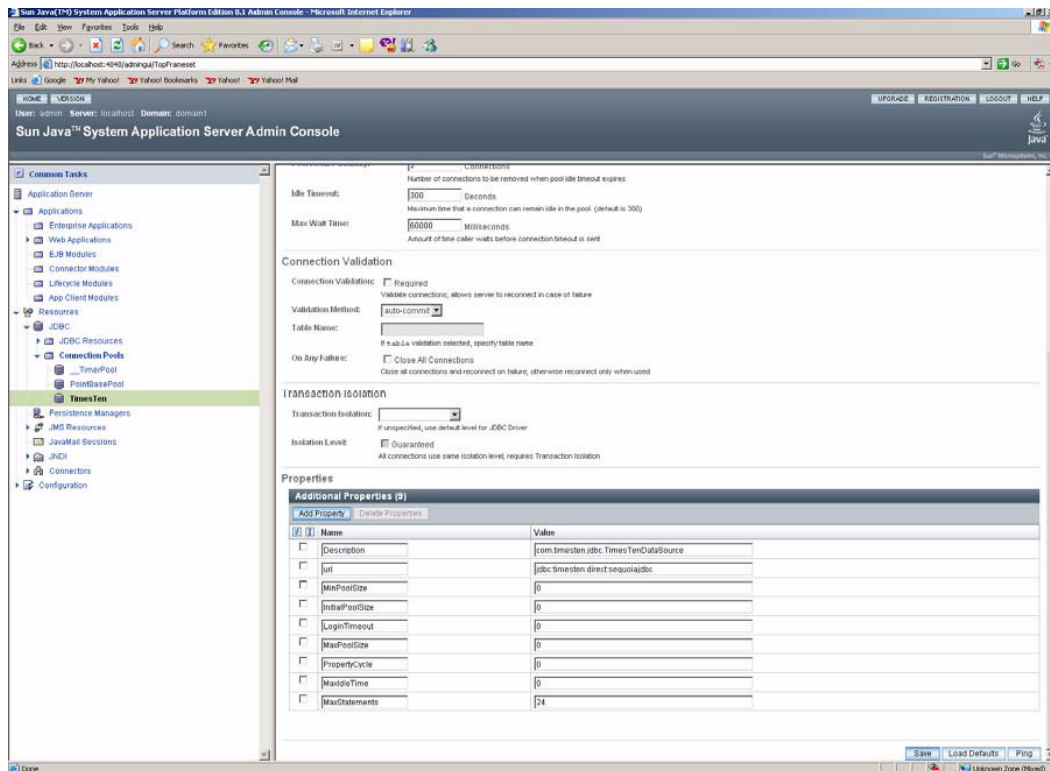 Sun Java(TM) System Application Server Platform Edition 8.1 Admin Console - Microsoft Internet Explorer
File Edit View Favorites Tools Help
Back Search Favorites
Address http://localhost:4848/admingui/TopFrameset Go
Links Google My Yahoo! Yahoo! Bookmarks Yahoo! Yahoo! Mail
HOME VERSION UPGRADE REGISTRATION LOGOUT HELP
User: admin Server: localhost Domain: domain1
Sun Java™ System Application Server Admin Console
Java
Sun™ Microsystems, Inc.
Common Tasks
Application Server
Applications
Enterprise Applications
Web Applications
EJB Modules
Connector Modules
Lifecycle Modules
App Client Modules
Resources
JDBC
JDBC Resources
Connection Pools
__TimerPool
PointBasePool
TimesTen
Persistence Managers
JMS Resources
JavaMail Sessions
JNDI
Connectors
Configuration
Connections
Number of connections to be removed when pool idle timeout expires
Idle Timeout: 300 Seconds
Maximum time that a connection can remain idle in the pool. (default is 300)
Max Wait Time: 60000 Milliseconds
Amount of time caller waits before connection timeout is sent
Connection Validation
Connection Validation: Required
Validate connections, allows server to reconnect in case of failure
Validation Method: auto-commit
Table Name:
If table validation selected, specify table name
On Any Failure: Close All Connections
Close all connections and reconnect on failure, otherwise reconnect only when used
Transaction Isolation
Transaction Isolation:
If unspecified, use default level for JDBC Driver
Isolation Level: Guaranteed
All connections use same isolation level; requires Transaction Isolation
Properties
Additional Properties (9)
Add Property Delete Properties
Name Value
Description com.timesten.jdbc.TimesTenDataSource
url jdbc:timesten:direct:sequoiajdbc
MinPoolSize 0
InitialPoolSize 0
LoginTimeout 0
MaxPoolSize 0
PropertyCycle 0
MaxIdleTime 0
MaxStatements 24
Save Load Defaults Ping
Done Unknown Zone (Mixed)